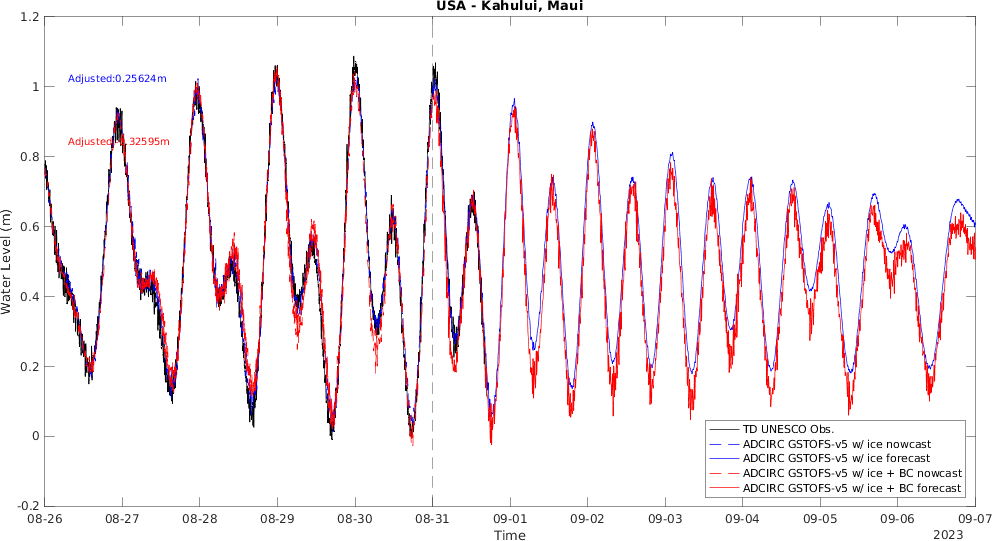 USA - Kahului, Maui
1.2
1
0.8
0.6
0.4
0.2
0
-0.2
Water Level (m)
Adjusted:0.25624m
Adjusted: .32595m
TD UNESCO Obs.
ADCIRC GSTOFS-v5 w/ ice nowcast
ADCIRC GSTOFS-v5 w/ ice forecast
ADCIRC GSTOFS-v5 w/ ice + BC nowcast
ADCIRC GSTOFS-v5 w/ ice + BC forecast
08-26 08-27 08-28 08-29 08-30 08-31 09-01 09-02 09-03 09-04 09-05 09-06 09-07
Time
2023